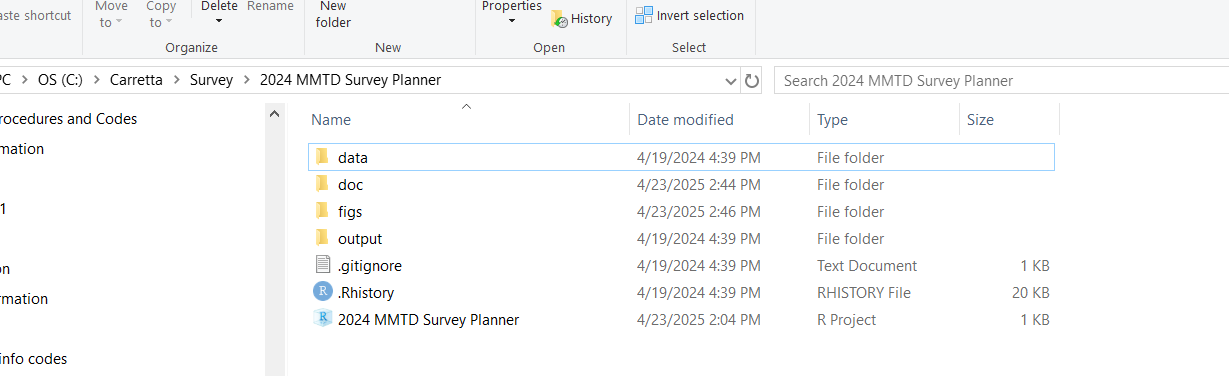 aste shortcut
Move to
Copy to
Delete
Rename
New folder
Properties
History
Invert selection
Organize
New
Open
Select
PC > OS (C:) > Carretta > Survey > 2024 MMTD Survey Planner
Search 2024 MMTD Survey Planner
rocedures and Codes
rmation
1
on
rmation
info codes
Name Date modified Type Size
data 4/19/2024 4:39 PM File folder
doc 4/23/2025 2:44 PM File folder
figs 4/23/2025 2:46 PM File folder
output 4/19/2024 4:39 PM File folder
.gitignore 4/19/2024 4:39 PM Text Document 1 KB
.Rhistory 4/19/2024 4:39 PM RHISTORY File 20 KB
2024 MMTD Survey Planner 4/23/2025 2:04 PM R Project 1 KB